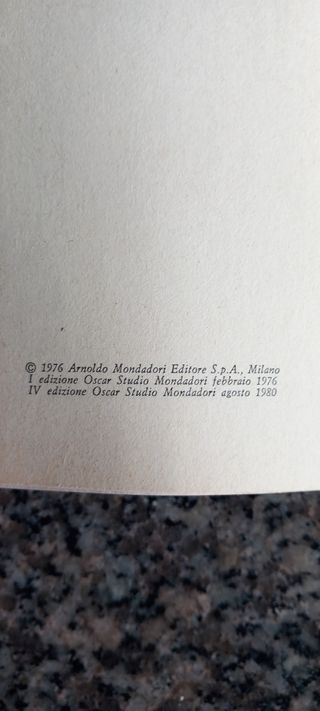 © 1976 Arnoldo Mondadori Editore S.p.A., Milano
I edizione Oscar Studio Mondadori febbraio 1976
IV edizione Oscar Studio Mondadori agosto 1980